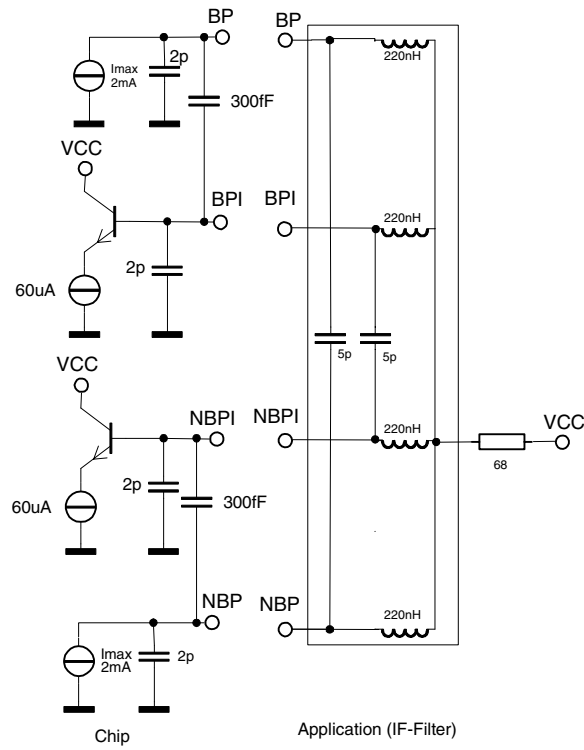 BP
2p
Imax
2mA
300fF
VCC
BPI
2p
60uA
VCC
NBPI
2p
300fF
60uA
NBP
Imax
2mA
2p
Chip
BP
220nH
BPI
220nH
5p
5p
NBPI
220nH
VCC
68
NBP
220nH
Application (IF-Filter)